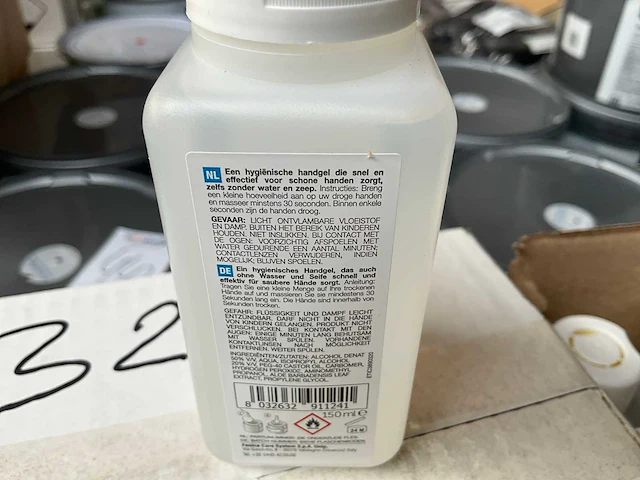 NL Een hygiënische handgel die snel en
effectief voor schone handen zorgt,
zelfs zonder water en zeep. Instructies: Breng
een kleine hoeveelheid aan op uw droge handen
en masseer minstens 30 seconden. Binnen enkele
seconden zijn de handen droog.
GEVAAR: LICHT ONTVLAMBARE VLOEISTOF
EN DAMP. BUITEN HET BEREIK VAN KINDEREN
HOUDEN. NIET INSLIKKEN. BIJ CONTACT MET
DE OGEN: VOORZICHTIG AFSPOELEN MET
WATER GEDURENDE EEN AANTAL MINUTEN;
CONTACTLENZEN VERWIJDEREN, INDIEN
MOGELIJK; BLIJVEN SPOELEN.
DE Ein hygienisches Handgel, das auch
ohne Wasser und Seife schnell und
effektiv für saubere Hände sorgt. Anleitung:
Tragen Sie eine kleine Menge auf Ihre trockenen
Hände auf und massieren Sie sie mindestens 30
Sekunden lang ein. Die Hände sind innerhalb von
Sekunden trocken.
GEFAHR: FLÜSSIGKEIT UND DAMPF LEICHT
ENTZÜNDBAR. DARF NICHT IN DIE HÄNDE
VON KINDERN GELANGEN. PRODUKT NICHT
VERSCHLUCKEN. BEI KONTAKT MIT DEN
AUGEN: EINIGE MINUTEN LANG BEHUTSAM
MIT WASSER SPÜLEN. VORHANDENE
KONTAKTLINSEN NACH MÖGLICHKEIT
ENTFERNEN. WEITER SPÜLEN.
INGREDIËNTEN/ZUTATEN: ALCOHOL DENAT
50% V/V, AQUA, ISOPROPYL ALCOHOL
20% V/V, PEG-40 CASTOR OIL, CARBOMER,
HYDROGEN PEROXIDE, AMINOMETHYL
PROPANOL, ALOE BARBADENSIS LEAF
EXTRACT, PROPYLENE GLYCOL.
8 032632 911241
150 ml e
24 M
32